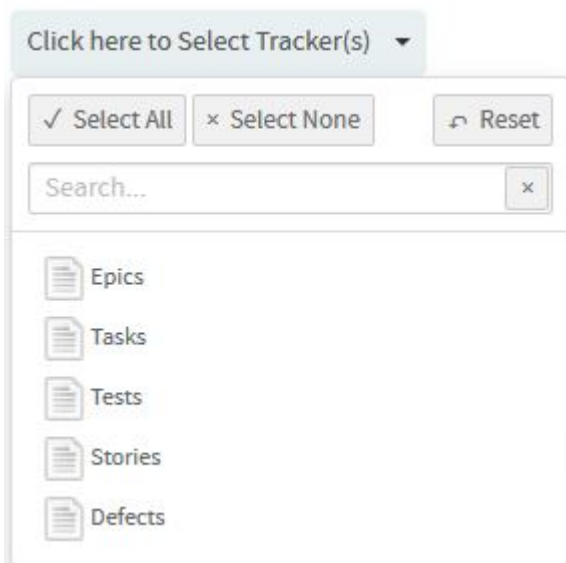 Click here to Select Tracker(s)
✓ Select All × Select None Reset
Search... ×
Epics
Tasks
Tests
Stories
Defects